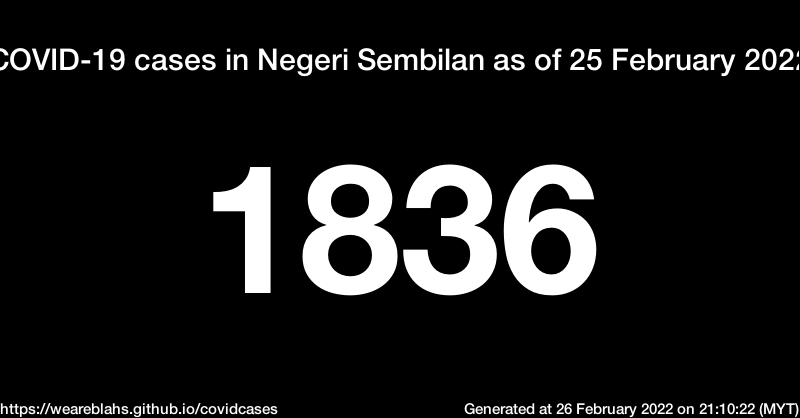 COVID-19 cases in Negeri Sembilan as of 25 February 2022
1836
https://weareblahs.github.io/covidcases
Generated at 26 February 2022 on 21:10:22 (MYT)